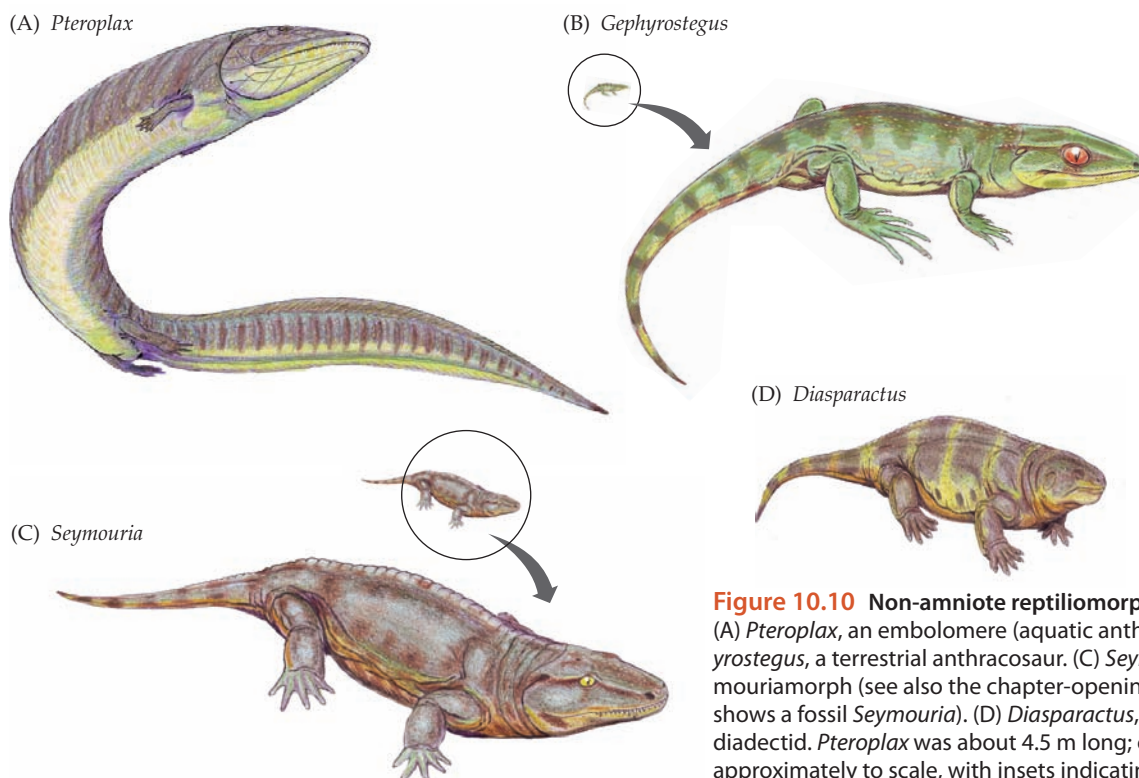 (A) Pteroplax
(B) Gephyrostegus
(D) Diasparactus
(C) Seymouria
Figure 10.10 Non-amniote reptiliomorp
(A) Pteroplax, an embolomere (aquatic anth
yrostegus, a terrestrial anthracosaur. (C) Sey
mouriamorph (see also the chapter-openin
shows a fossil Seymouria). (D) Diasparactus,
diadectid. Pteroplax was about 4.5 m long;
approximately to scale, with insets indicatin